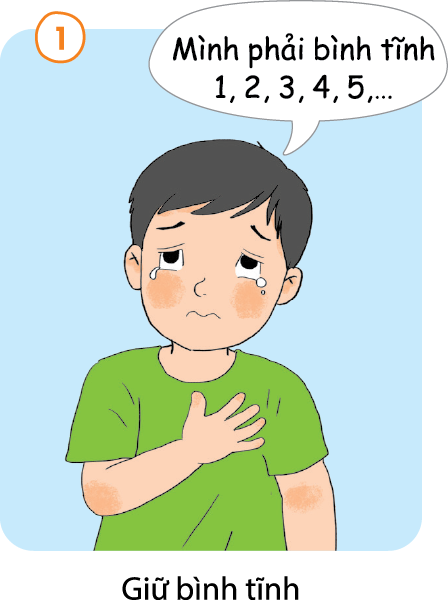 1
Mình phải bình tĩnh
1, 2, 3, 4, 5,...
Giữ bình tĩnh